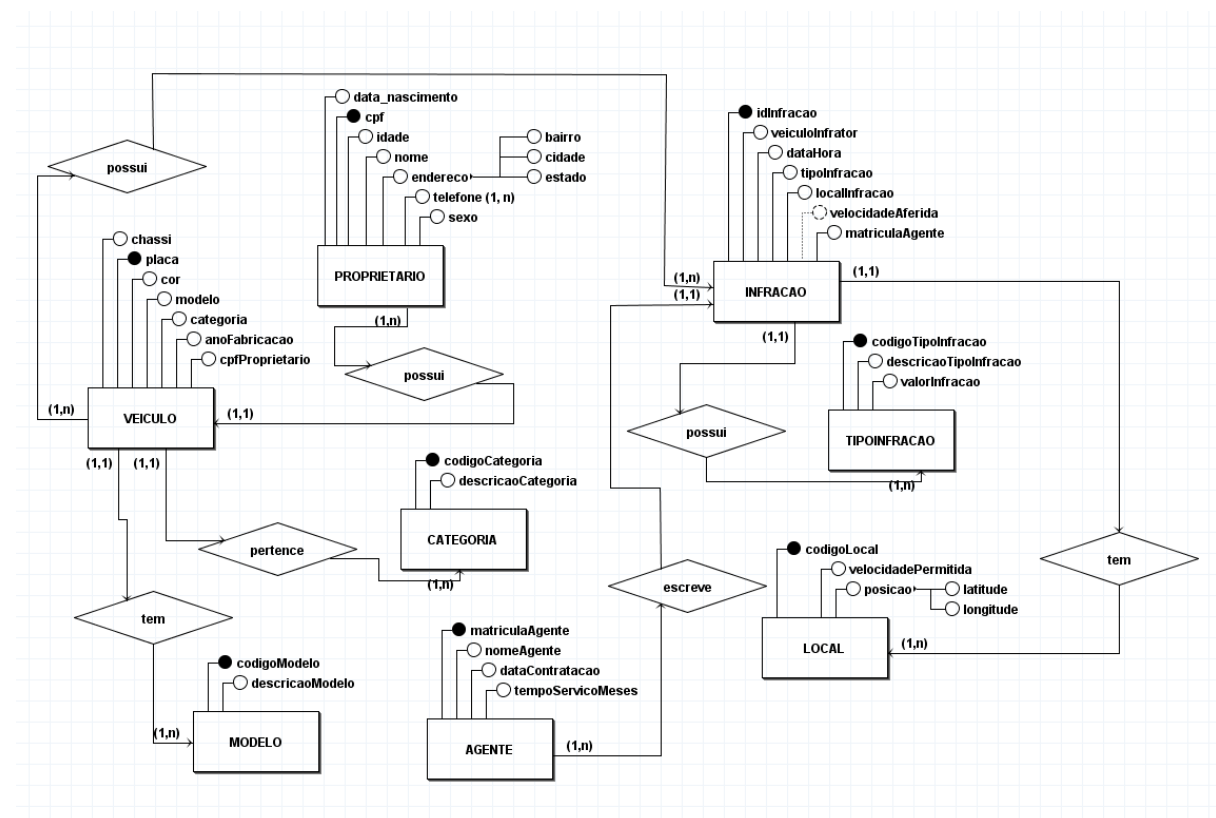 possui
data_nascimento
cpf
idade
nome
endereco
bairro
cidade
estado
telefone (1, n)
sexo
PROPRIETARIO
(1,n)
possui
idInfracao
veiculoInfrator
dataHora
tipoInfracao
localInfracao
velocidadeAferida
matriculaAgente
(1,n)
(1,1)
INFRACAO
(1,1)
(1,1)
chassi
placa
cor
modelo
categoria
anoFabricacao
cpfProprietario
(1,n)
VEICULO
(1,1)
(1,1)
(1,1)
codigoTipoInfracao
descricaoTipoInfracao
valorInfracao
possui
TIPOINFRACAO
(1,n)
codigoCategoria
descricaoCategoria
CATEGORIA
pertence
(1,n)
tem
codigoModelo
descricaoModelo
(1,n)
MODELO
escreve
matriculaAgente
nomeAgente
dataContratacao
tempoServicoMeses
AGENTE
(1,n)
tem
codigoLocal
velocidadePermitida
posicao
latitude
longitude
LOCAL
(1,n)